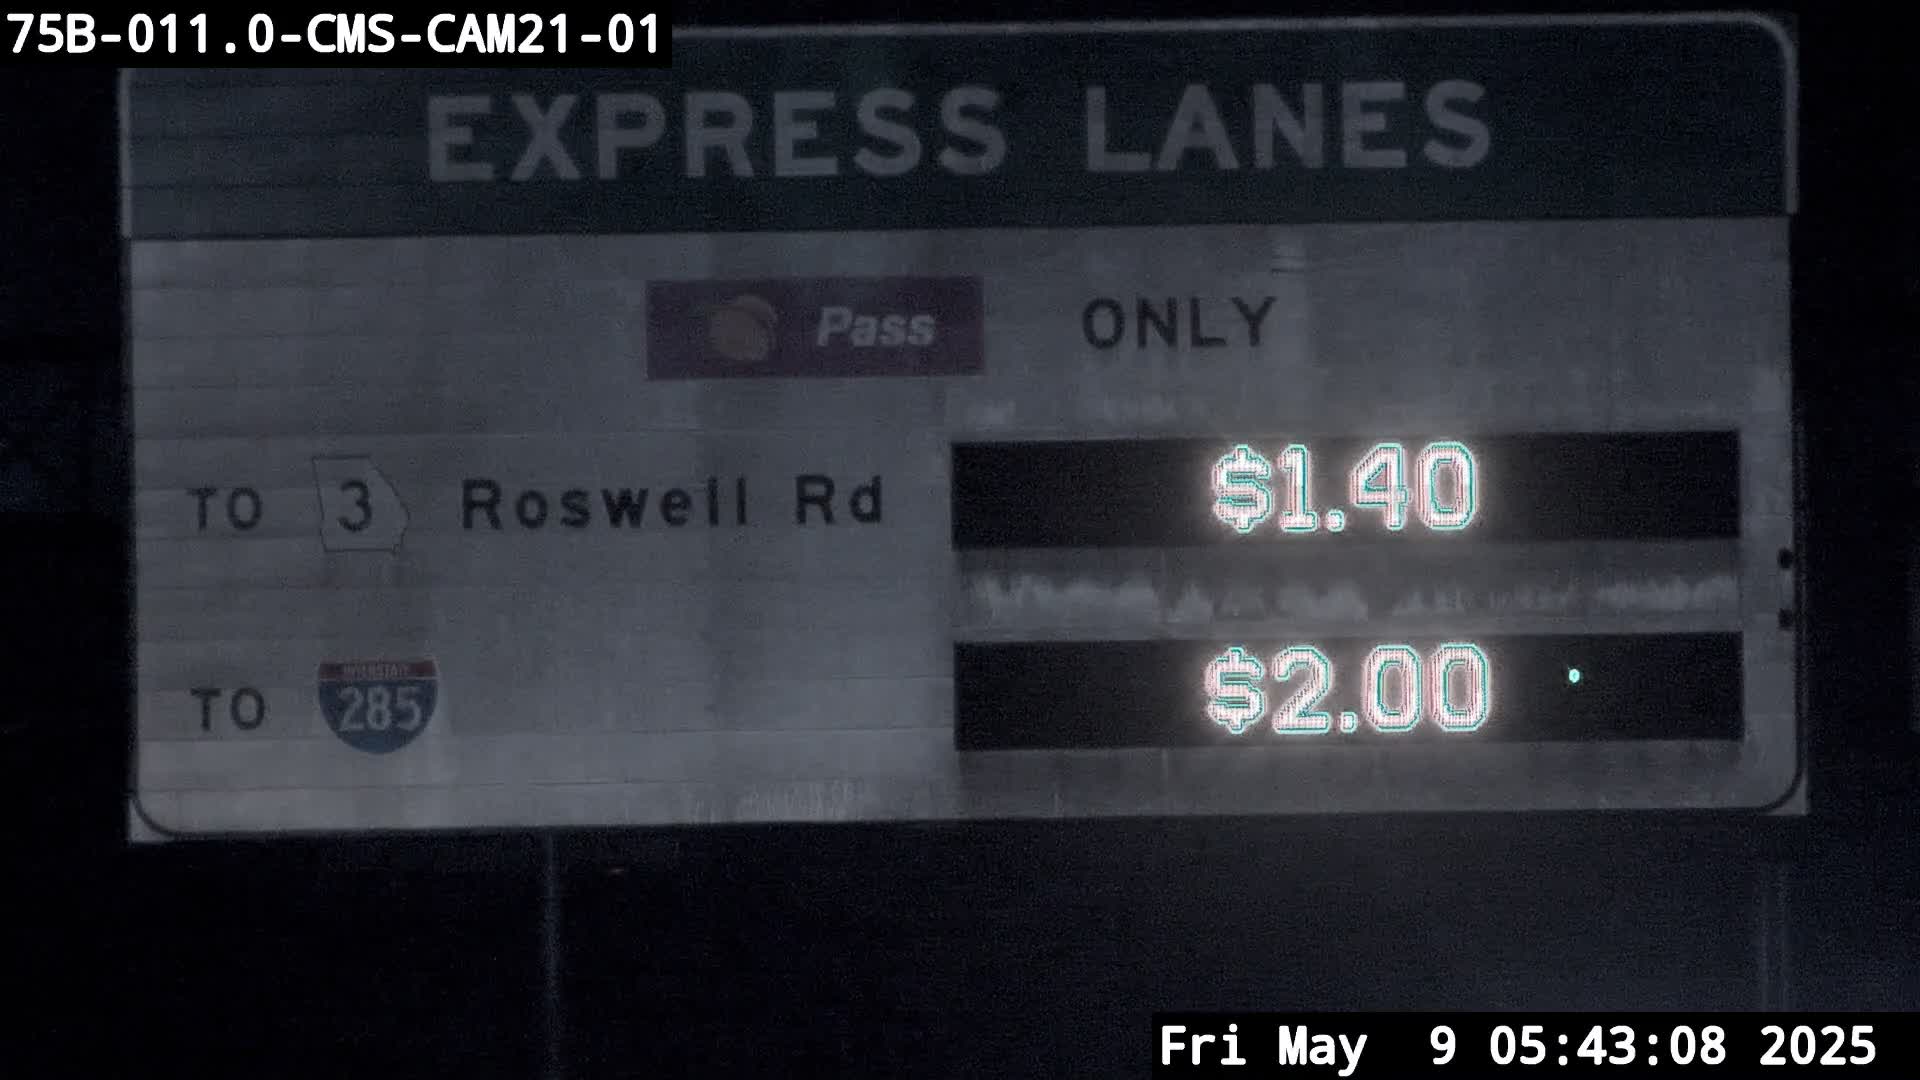 75B-011.0-CMS-CAM21-01
EXPRESS LANES
Pass ONLY
TO 3 Roswell Rd $1.40
INTERSTATE
TO 285 $2.00
Fri May 9 05:43:08 2025